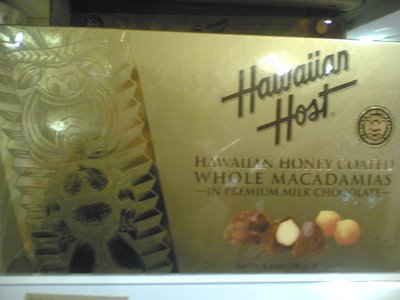 Hawaiian
Host®
HAWAIIAN HONEY COATED
WHOLE MACADAMIAS
IN PREMIUM MILK CHOCOLATE